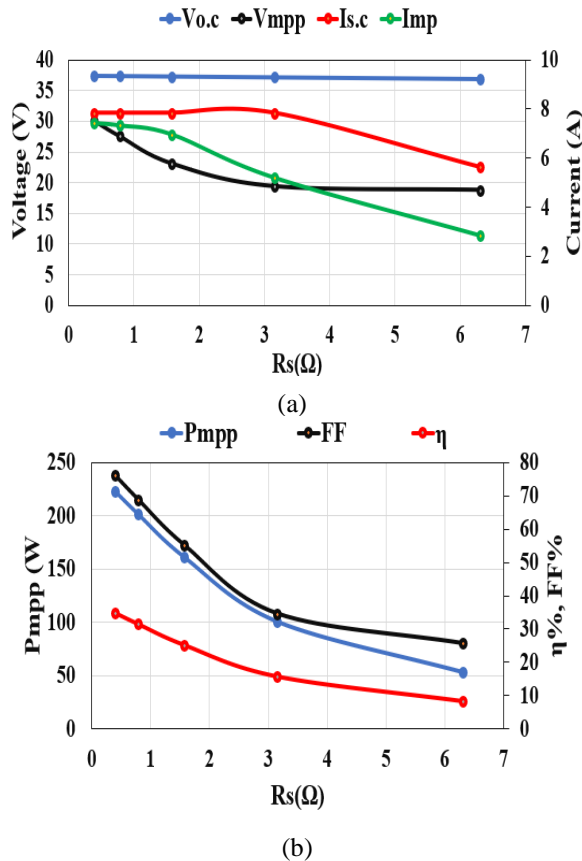 Vo.c Vmpp Is.c Imp
40 10
35
30 8
25 6
20
15 4
10 2
5
0 0
0 1 2 3 4 5 6 7
Voltage (V)
Current (A)
Rs(Ω)
(a)
Pmpp FF η
250 80
70
200 60
150 50
40
100 30
50 20
10
0 0
0 1 2 3 4 5 6 7
Pmpp (W
η%, FF%
Rs(Ω)
(b)